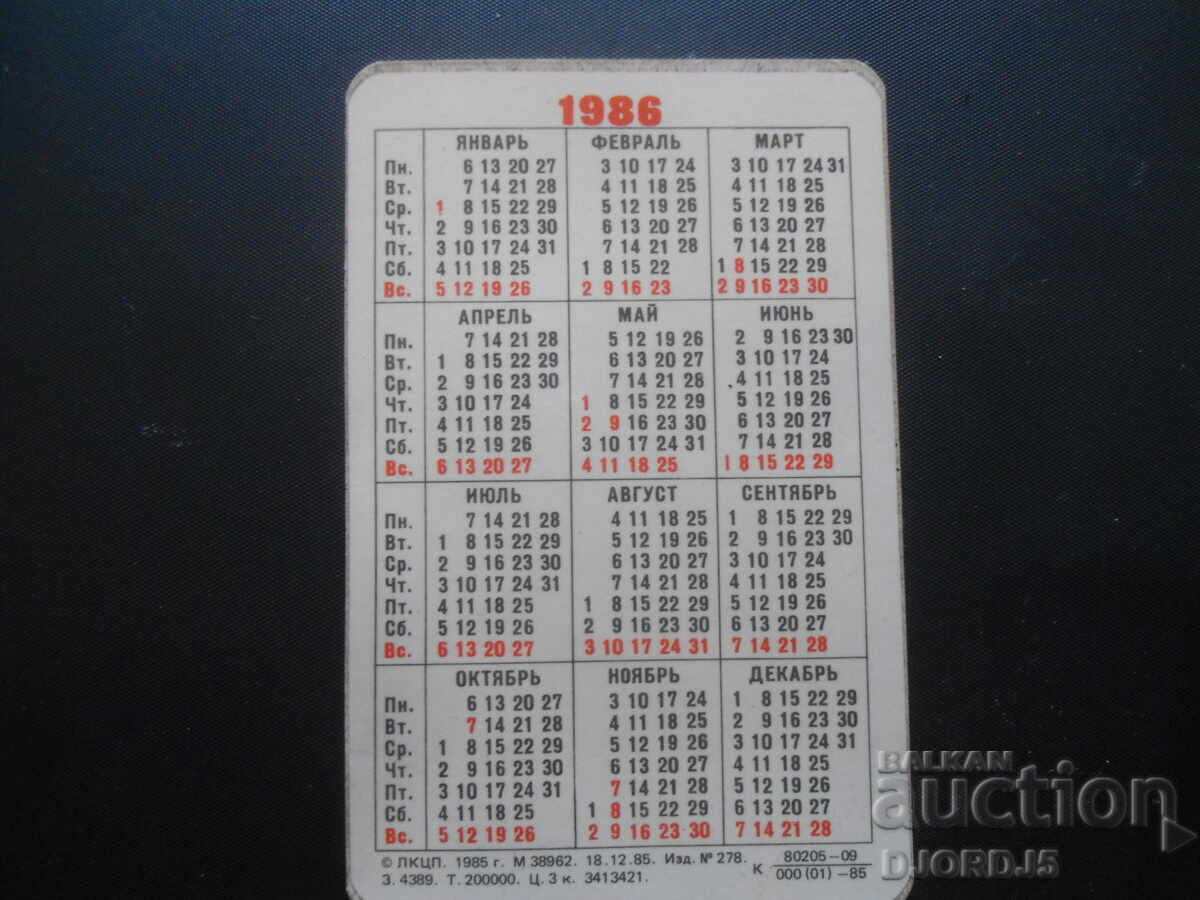 1986
ЯНВАРЬ ФЕВРАЛЬ МАРТ
Пн. 6 13 20 27 3 10 17 24 3 10 17 24 31
Вт. 7 14 21 28 4 11 18 25 4 11 18 25
Ср. 1 8 15 22 29 5 12 19 26 5 12 19 26
Чт. 2 9 16 23 30 6 13 20 27 6 13 20 27
Пт. 3 10 17 24 31 7 14 21 28 7 14 21 28
Сб. 4 11 18 25 1 8 15 22 1 8 15 22 29
Вс. 5 12 19 26 2 9 16 23 2 9 16 23 30
АПРЕЛЬ МАЙ ИЮНЬ
Пн. 7 14 21 28 5 12 19 26 2 9 16 23 30
Вт. 1 8 15 22 29 6 13 20 27 3 10 17 24
Ср. 2 9 16 23 30 7 14 21 28 4 11 18 25
Чт. 3 10 17 24 1 8 15 22 29 5 12 19 26
Пт. 4 11 18 25 2 9 16 23 30 6 13 20 27
Сб. 5 12 19 26 3 10 17 24 31 7 14 21 28
Вс. 6 13 20 27 4 11 18 25 1 8 15 22 29
ИЮЛЬ АВГУСТ СЕНТЯБРЬ
Пн. 7 14 21 28 4 11 18 25 1 8 15 22 29
Вт. 1 8 15 22 29 5 12 19 26 2 9 16 23 30
Ср. 2 9 16 23 30 6 13 20 27 3 10 17 24
Чт. 3 10 17 24 31 7 14 21 28 4 11 18 25
Пт. 4 11 18 25 1 8 15 22 29 5 12 19 26
Сб. 5 12 19 26 2 9 16 23 30 6 13 20 27
Вс. 6 13 20 27 3 10 17 24 31 7 14 21 28
ОКТЯБРЬ НОЯБРЬ ДЕКАБРЬ
Пн. 6 13 20 27 3 10 17 24 1 8 15 22 29
Вт. 7 14 21 28 4 11 18 25 2 9 16 23 30
Ср. 1 8 15 22 29 5 12 19 26 3 10 17 24 31
Чт. 2 9 16 23 30 6 13 20 27 4 11 18 25
Пт. 3 10 17 24 31 7 14 21 28 5 12 19 26
Сб. 4 11 18 25 1 8 15 22 29 6 13 20 27
Вс. 5 12 19 26 2 9 16 23 30 7 14 21 28
© ЛКЦП. 1985 г. М 38962. 18.12.85. Изд. № 278. К 80205-09
З. 4389. Т. 200000. Ц. 3 к. 3413421. 000 (01) -85
BALKAN
auction
DJORDJ5